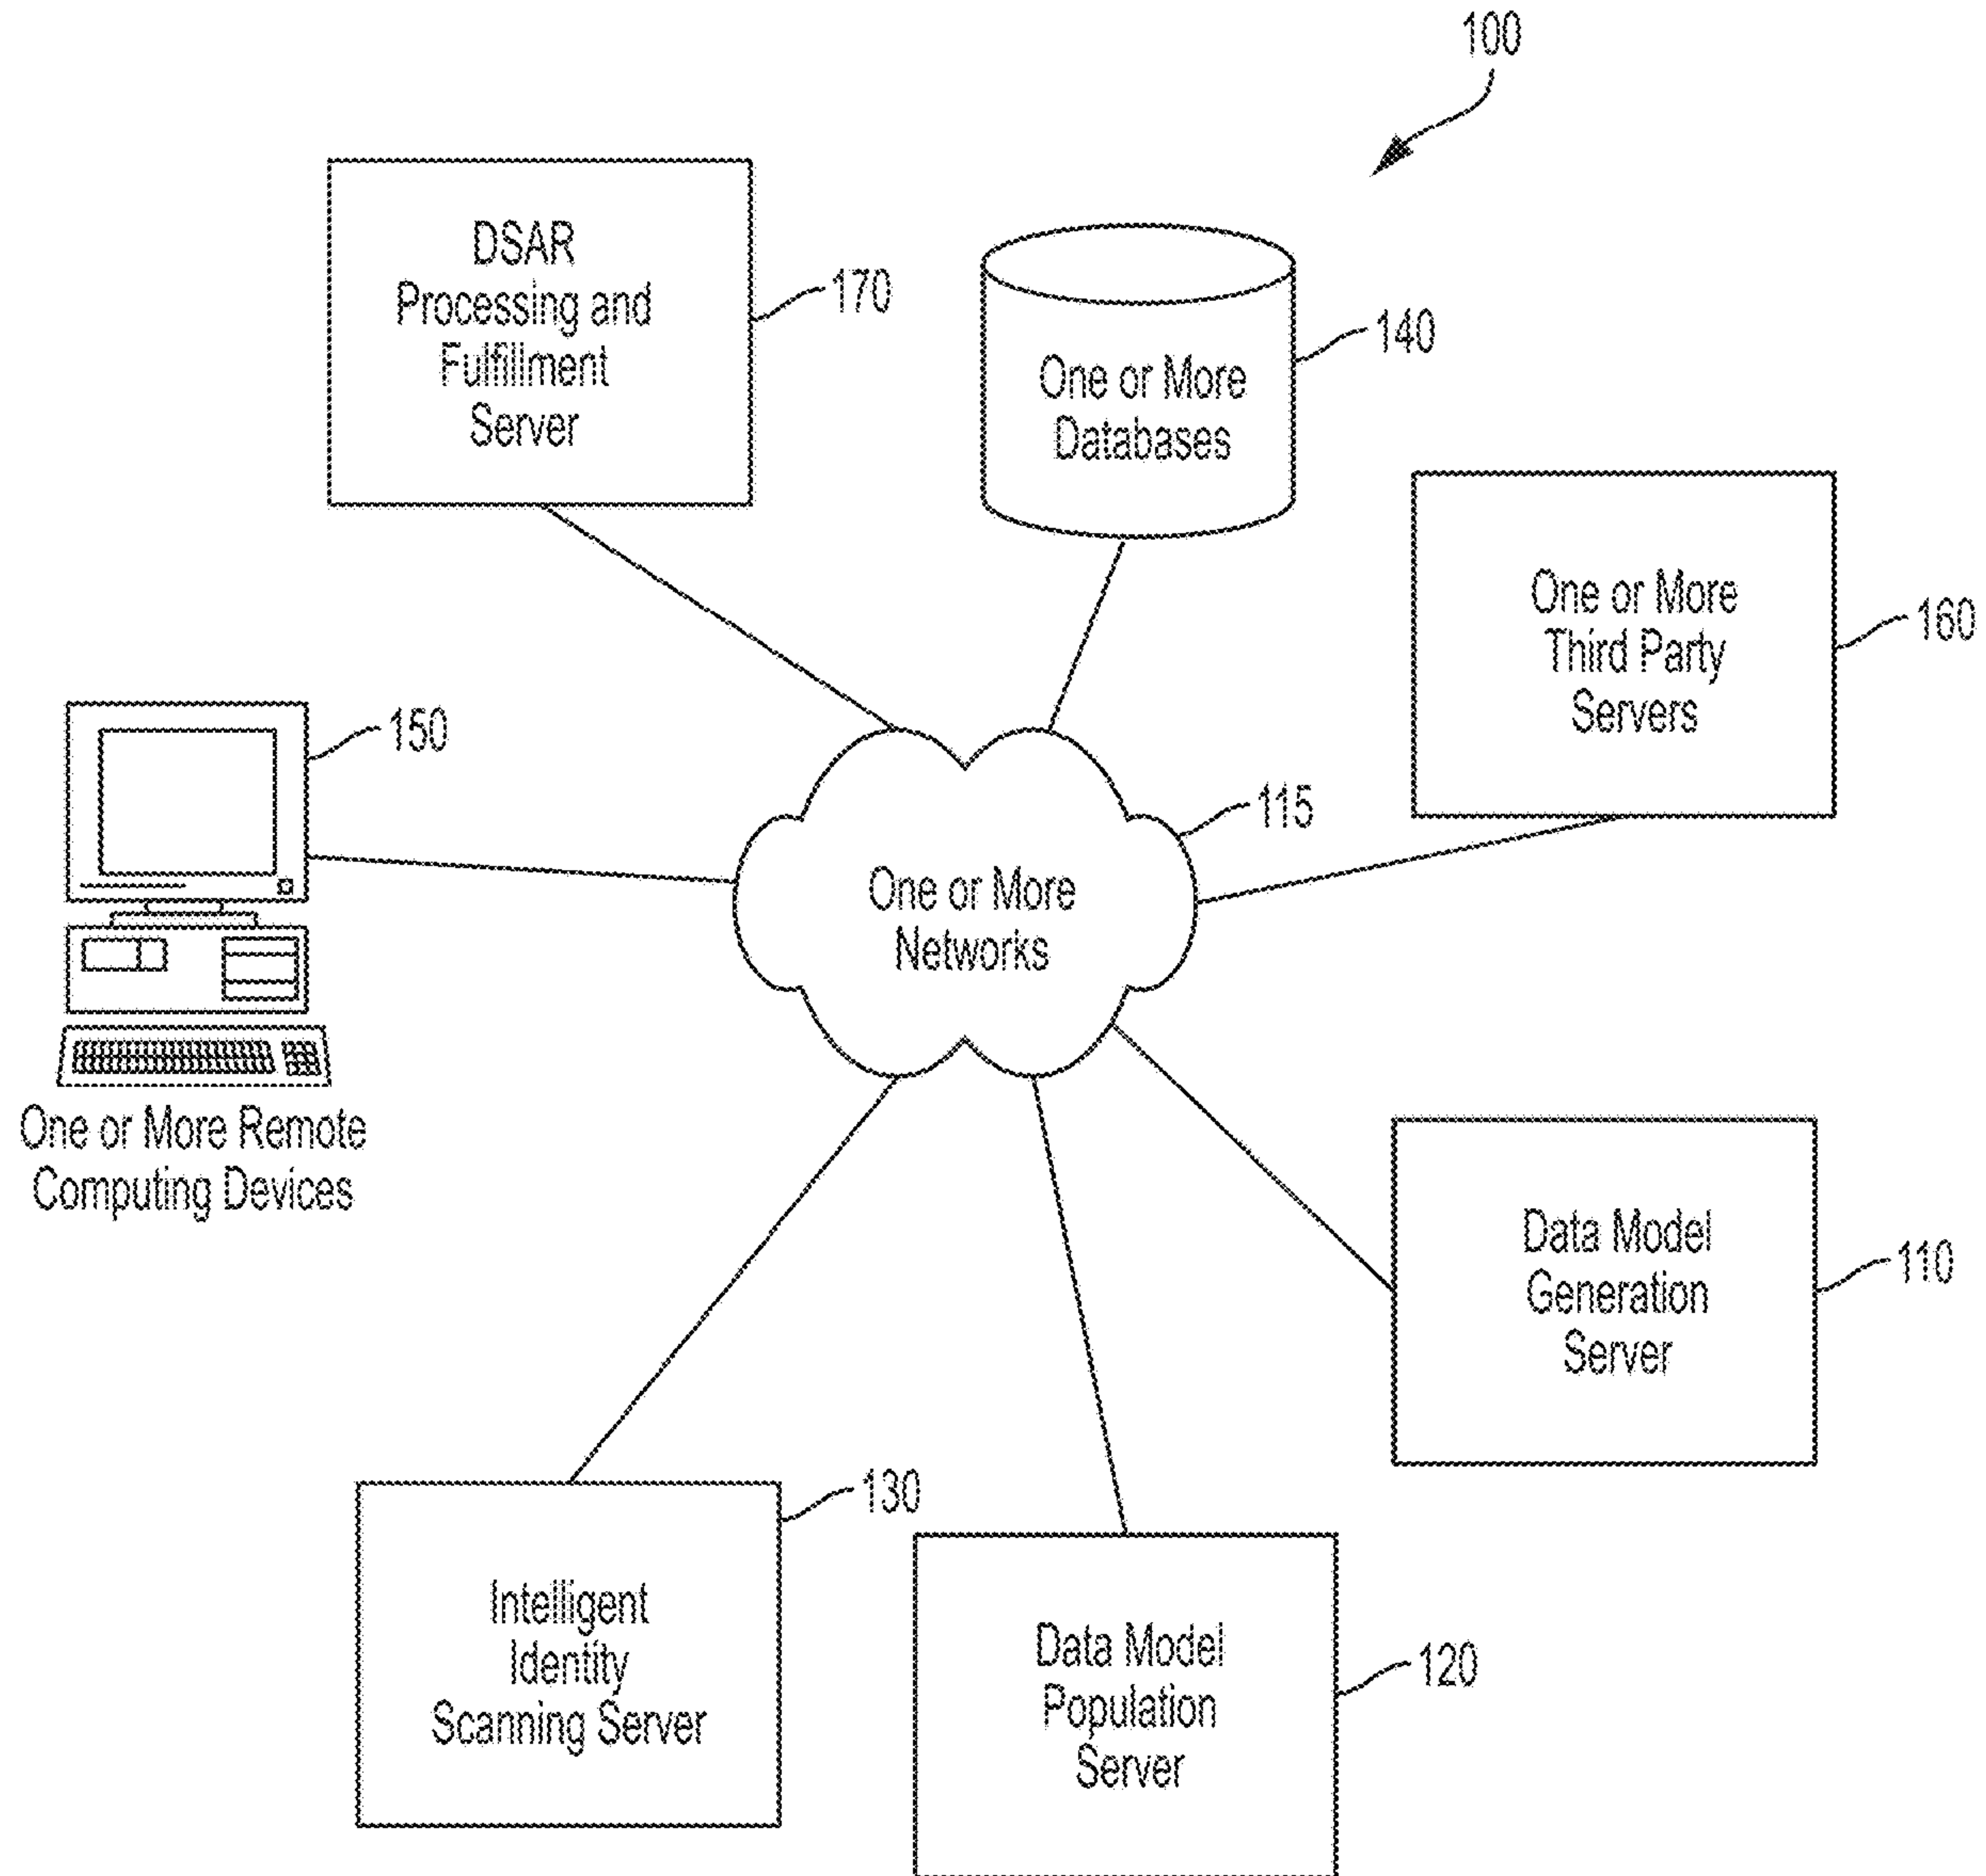 100
DSAR
Processing and
Fulfillment
Server
170
One or More
Databases
140
One or More
Third Party
Servers
160
150
One or More Remote
Computing Devices
115
One or More
Networks
Data Model
Generation
Server
110
Intelligent
Identity
Scanning Server
130
Data Model
Population
Server
120